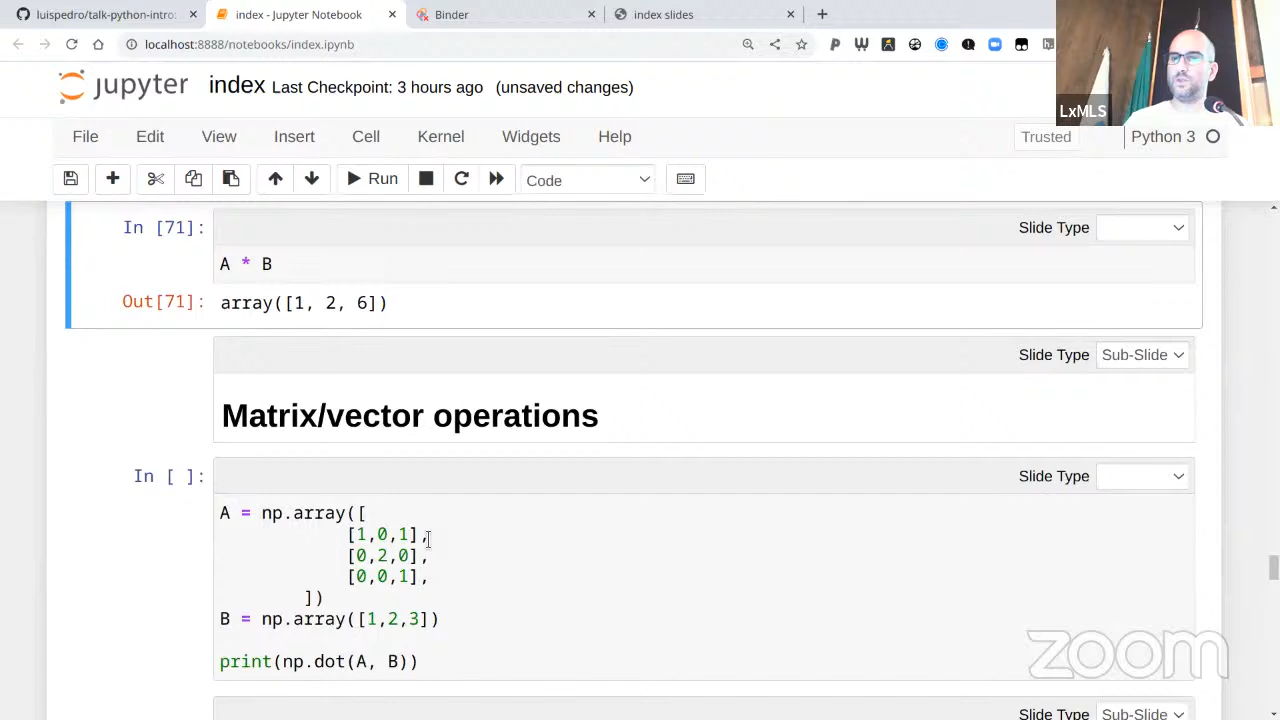 luispedro/talk-python-intro:
index - Jupyter Notebook
Binder
index slides
localhost:8888/notebooks/index.ipynb
jupyter
index Last Checkpoint: 3 hours ago (unsaved changes)
LxMLS
File Edit View Insert Cell Kernel Widgets Help
Trusted
Python 3
Run
Code
In [71]:
Slide Type
A * B
Out[71]:
array([1, 2, 6])
Slide Type
Sub-Slide
Matrix/vector operations
In [ ]:
Slide Type
A = np.array([
[1,0,1],
[0,2,0],
[0,0,1],
])
B = np.array([1,2,3])
print(np.dot(A, B))
zoom
Slide Type
Sub-Slide